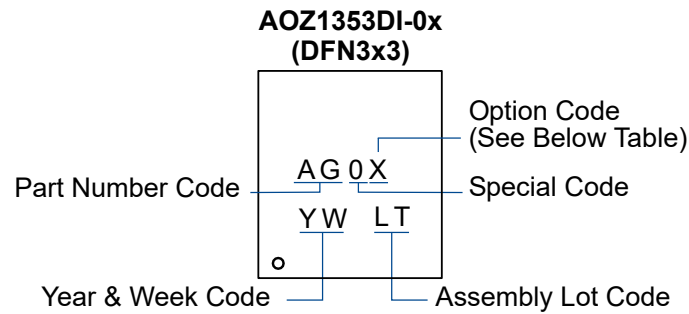 AOZ1353DI-0x
(DFN3x3)
Option Code
(See Below Table)
AG0X
Part Number Code
Special Code
YW LT
Year & Week Code
Assembly Lot Code